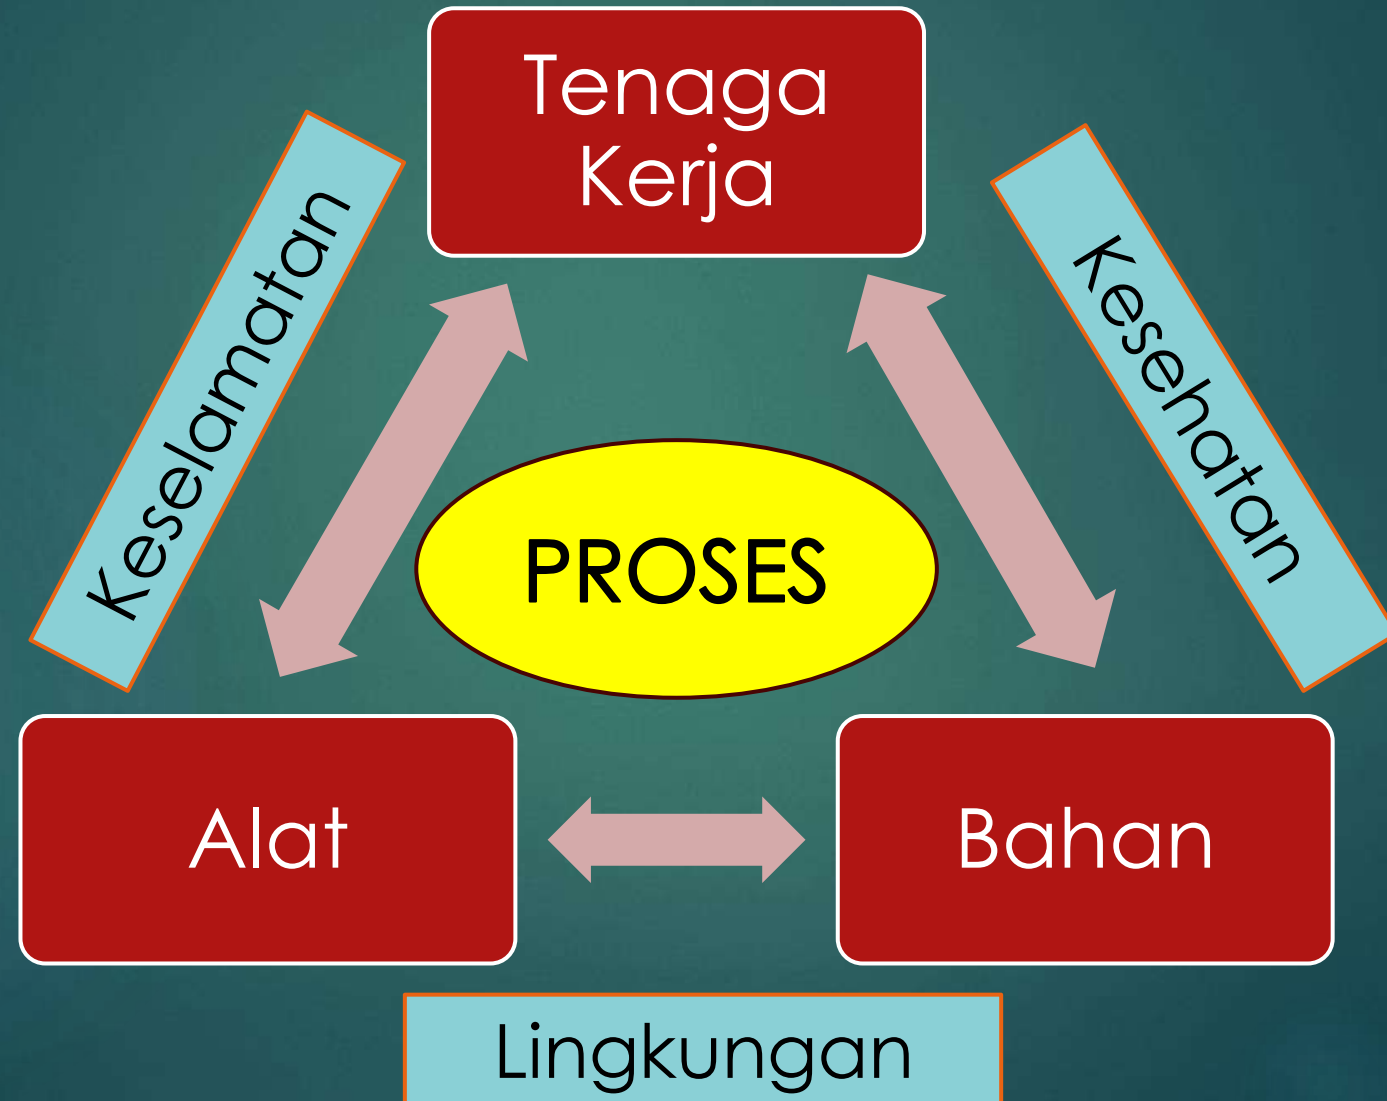 Tenaga
Kerja
Keselamatan
Kesehatan
PROSES
Alat
Bahan
Lingkungan